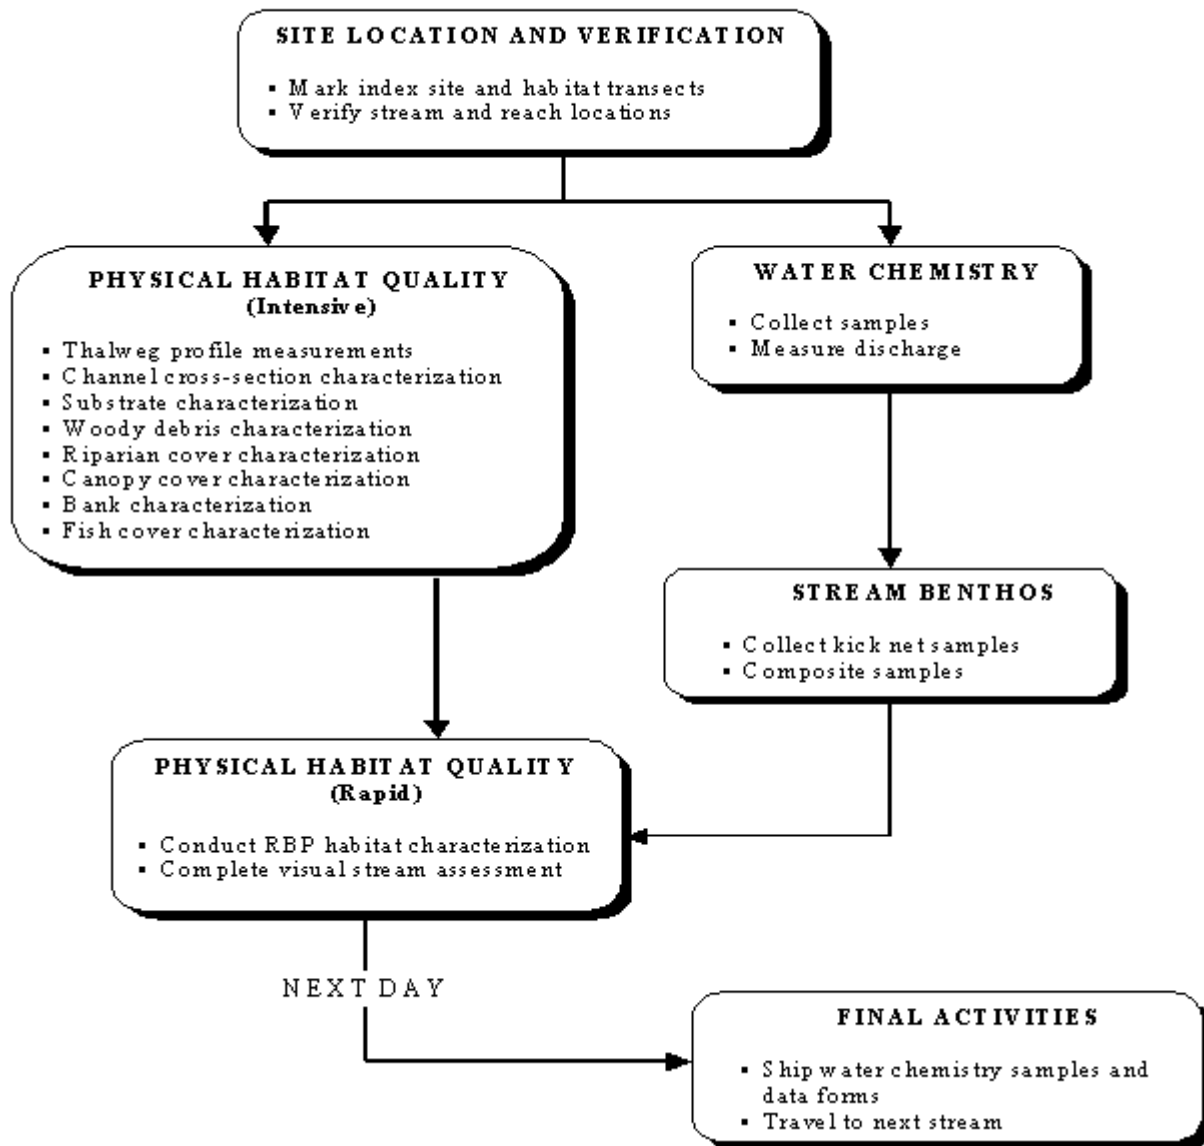 SITE LOCATION AND VERIFICATION
▪ Mark index site and habitat transects
▪ Verify stream and reach locations
PHYSICAL HABITAT QUALITY
(Intensive)
▪ Thalweg profile measurements
▪ Channel cross-section characterization
▪ Substrate characterization
▪ Woody debris characterization
▪ Riparian cover characterization
▪ Canopy cover characterization
▪ Bank characterization
▪ Fish cover characterization
WATER CHEMISTRY
▪ Collect samples
▪ Measure discharge
STREAM BENTHOS
▪ Collect kick net samples
▪ Composite samples
PHYSICAL HABITAT QUALITY
(Rapid)
▪ Conduct RBP habitat characterization
▪ Complete visual stream assessment
NEXT DAY
FINAL ACTIVITIES
▪ Ship water chemistry samples and
data forms
▪ Travel to next stream